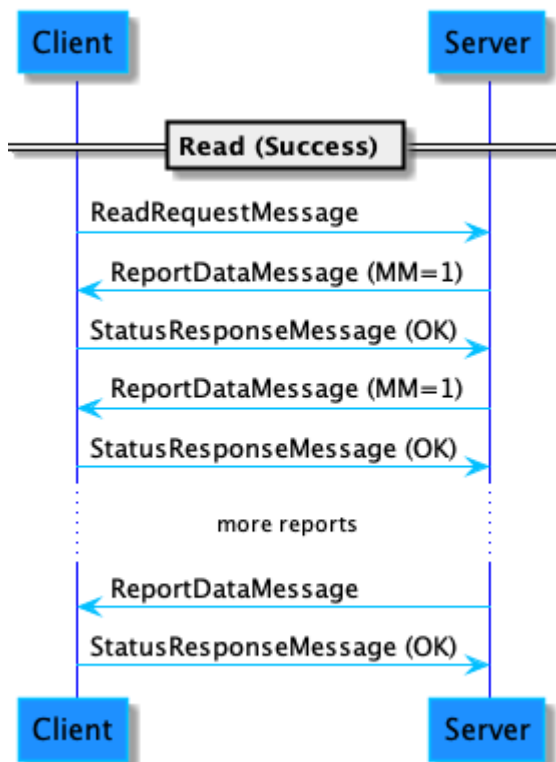 Client
Server
Read (Success)
ReadRequestMessage
ReportDataMessage (MM=1)
StatusResponseMessage (OK)
ReportDataMessage (MM=1)
StatusResponseMessage (OK)
more reports
ReportDataMessage
StatusResponseMessage (OK)
Client
Server